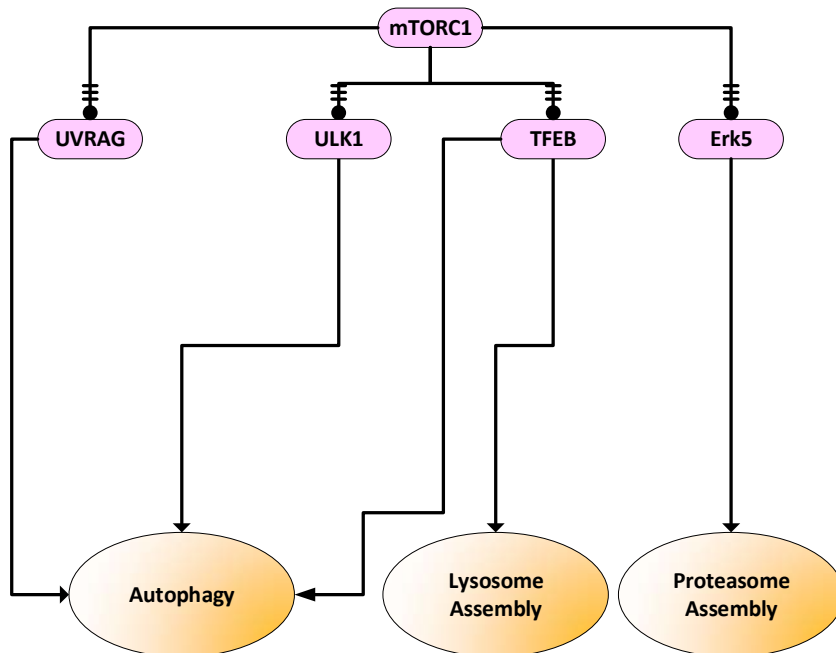 mTORC1
UVRAG
ULK1
TFEB
Erk5
Autophagy
Lysosome
Assembly
Proteasome
Assembly